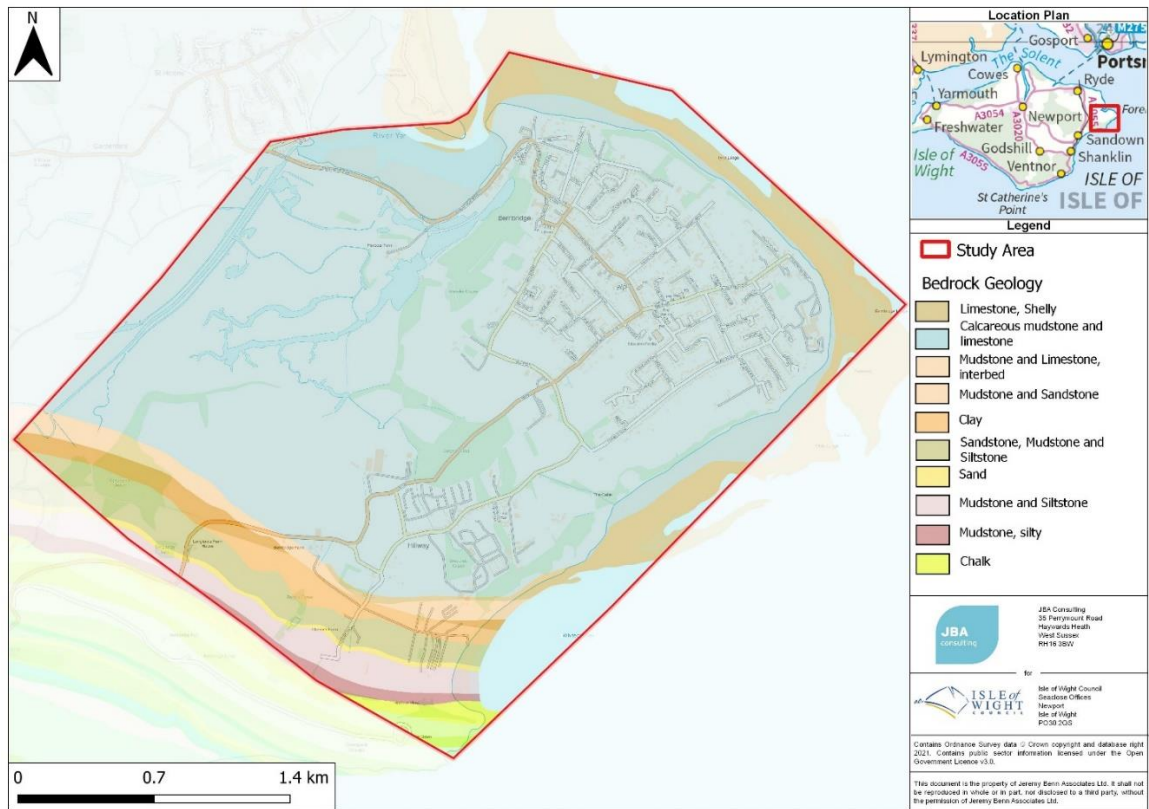 N
River Yar
Bembridge
Hillway
0
0.7
1.4 km
Location Plan
M275
Gosport
Lymington
The Solent
Portsr
Cowes
Ryde
Yarmouth
A3054
Newport
A3055
Fore
Freshwater
A3020
Sandown
Godshill
Shanklin
Isle of
Wight
A3055
Ventnor
ISLE OF
St Catherine's
Point
ISLE OF
Legend
Study Area
Bedrock Geology
Limestone, Shelly
Calcareous mudstone and
limestone
Mudstone and Limestone,
interbed
Mudstone and Sandstone
Clay
Sandstone, Mudstone and
Siltstone
Sand
Mudstone and Siltstone
Mudstone, silty
Chalk
JBA
consulting
JBA Consulting
35 Perrymount Road
Haywards Heath
West Sussex
RH16 3BW
for
ISLE of
WIGHT
COUNCIL
Isle of Wight Council
Seaclose Offices
Newport
Isle of Wight
PO30 2QS
Contains Ordnance Survey data © Crown copyright and database right
2021. Contains public sector information licensed under the Open
Government Licence v3.0.
This document is the property of Jeremy Benn Associates Ltd. It shall not
be reproduced in whole or in part, nor disclosed to a third party, without
the permission of Jeremy Benn Associates Ltd.